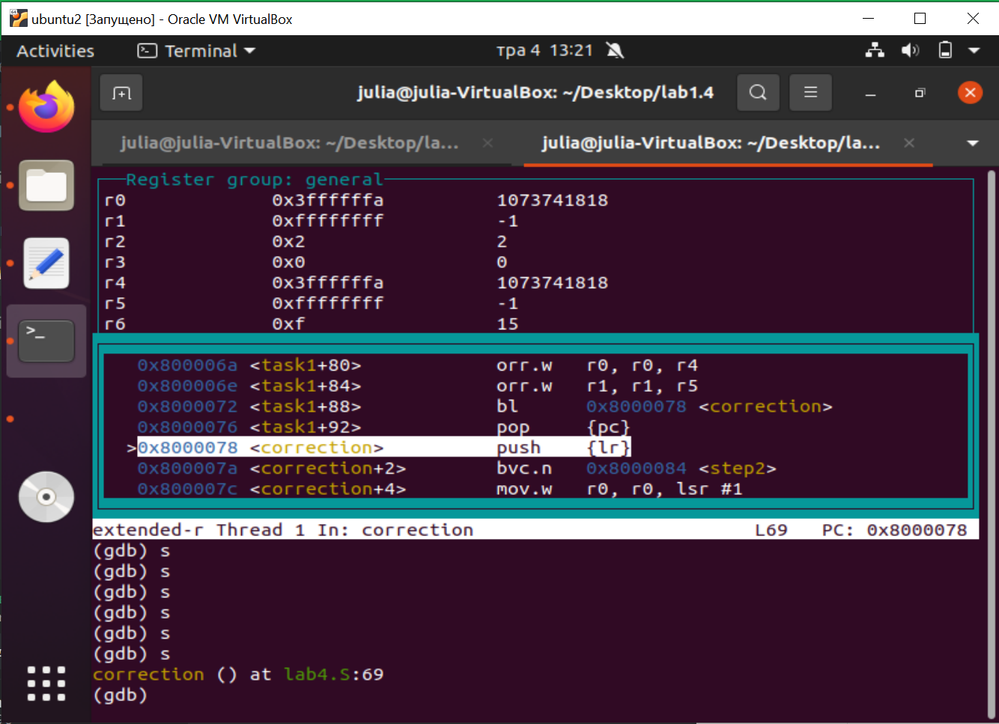 ubuntu2 [Запущено] - Oracle VM VirtualBox
Activities Terminal тра 4 13:21
julia@julia-VirtualBox: ~/Desktop/lab1.4
julia@julia-VirtualBox: ~/Desktop/la... julia@julia-VirtualBox: ~/Desktop/la...
Register group: general
r0 0x3ffffffa 1073741818
r1 0xffffffff -1
r2 0x2 2
r3 0x0 0
r4 0x3ffffffa 1073741818
r5 0xffffffff -1
r6 0xf 15
0x800006a <task1+80> orr.w r0, r0, r4
0x800006e <task1+84> orr.w r1, r1, r5
0x8000072 <task1+88> bl 0x8000078 <correction>
0x8000076 <task1+92> pop {pc}
>0x8000078 <correction> push {lr}
0x800007a <correction+2> bvc.n 0x8000084 <step2>
0x800007c <correction+4> mov.w r0, r0, lsr #1
extended-r Thread 1 In: correction L69 PC: 0x8000078
(gdb) s
(gdb) s
(gdb) s
(gdb) s
(gdb) s
(gdb) s
correction () at lab4.S:69
(gdb)